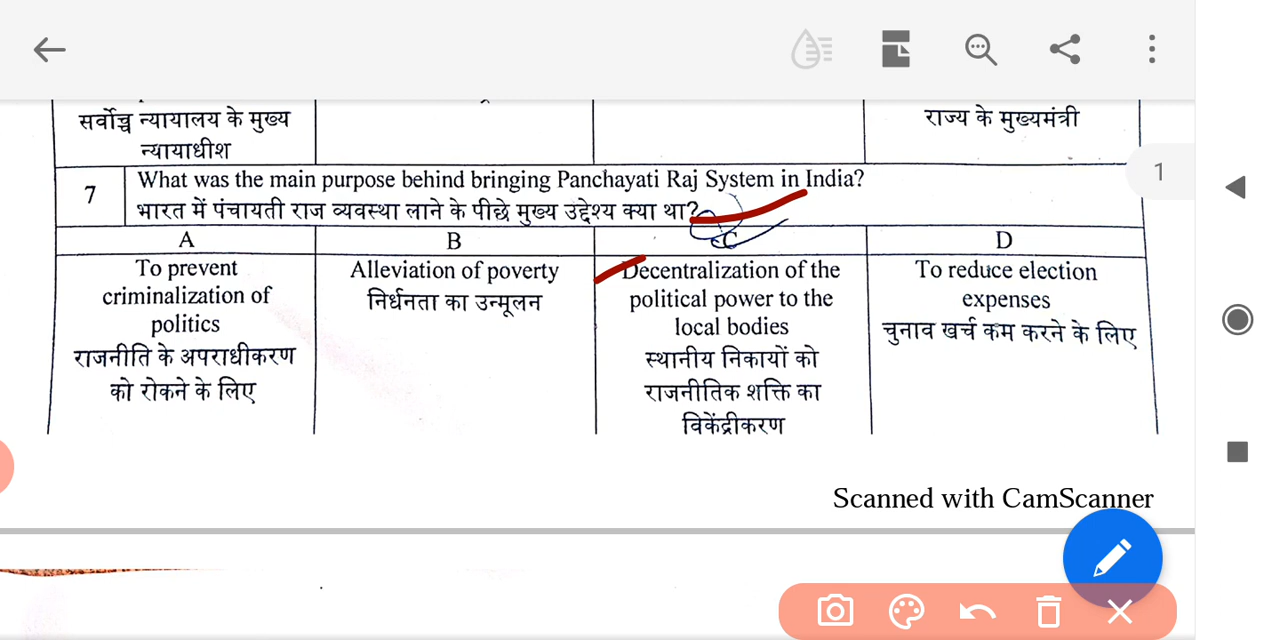 सर्वोच्च न्यायालय के मुख्य
न्यायाधीश
राज्य के मुख्यमंत्री
1
7
What was the main purpose behind bringing Panchayati Raj System in India?
भारत में पंचायती राज व्यवस्था लाने के पीछे मुख्य उद्देश्य क्या था?
A
B
C
D
To prevent
criminalization of
politics
राजनीति के अपराधीकरण
को रोकने के लिए
Alleviation of poverty
निर्धनता का उन्मूलन
Decentralization of the
political power to the
local bodies
स्थानीय निकायों को
राजनीतिक शक्ति का
विकेंद्रीकरण
To reduce election
expenses
चुनाव खर्च कम करने के लिए
Scanned with CamScanner